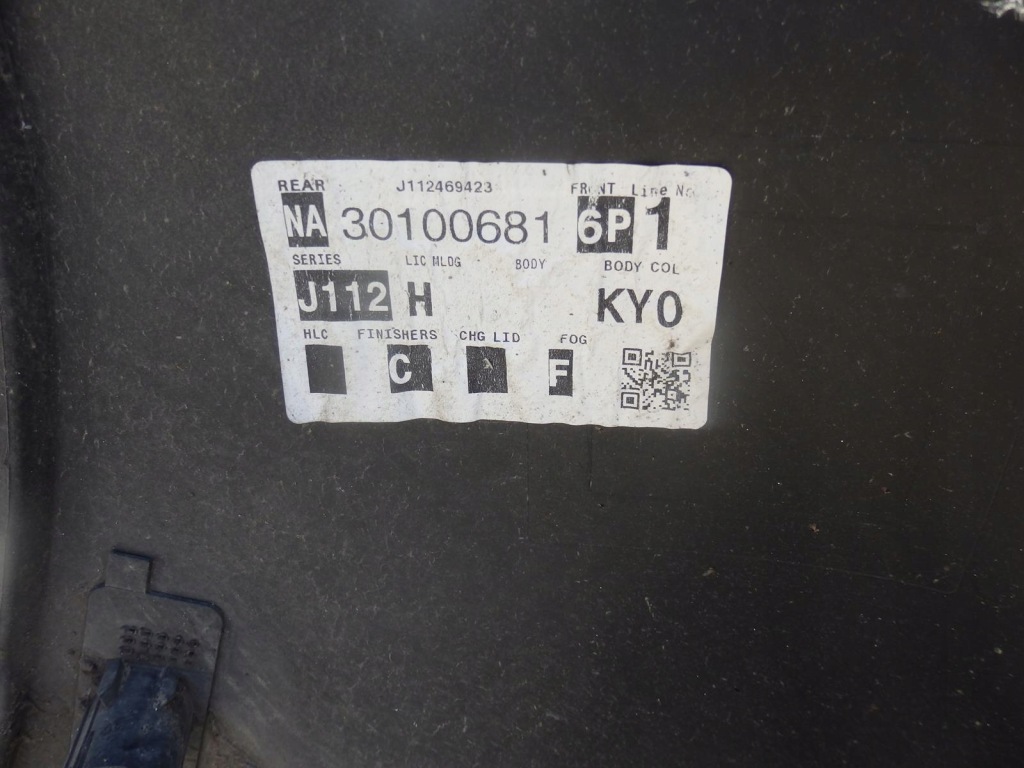 REAR J112469423 FRONT Line No
NA 30100681 6P 1
SERIES LIC MLDG BODY BODY COL
J112 H KY0
HLC FINISHERS CHG LID FOG
C F